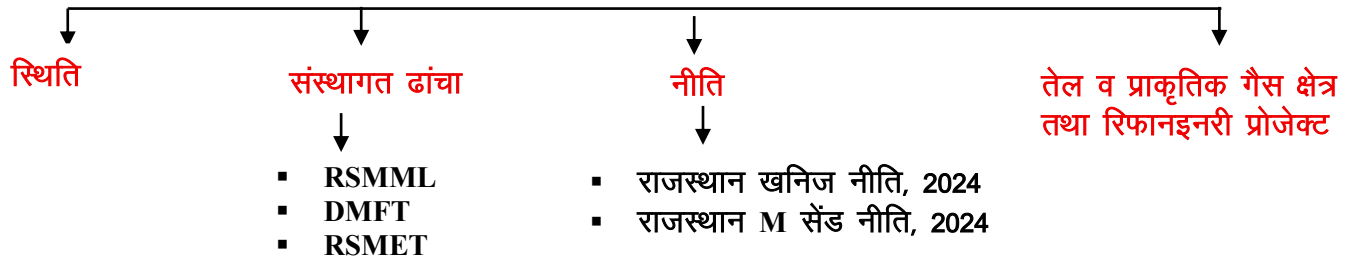 स्थिति
संस्थागत ढांचा
▪ RSMML
▪ DMFT
▪ RSMET
नीति
▪ राजस्थान खनिज नीति, 2024
▪ राजस्थान M सेंड नीति, 2024
तेल व प्राकृतिक गैस क्षेत्र
तथा रिफानइनरी प्रोजेक्ट